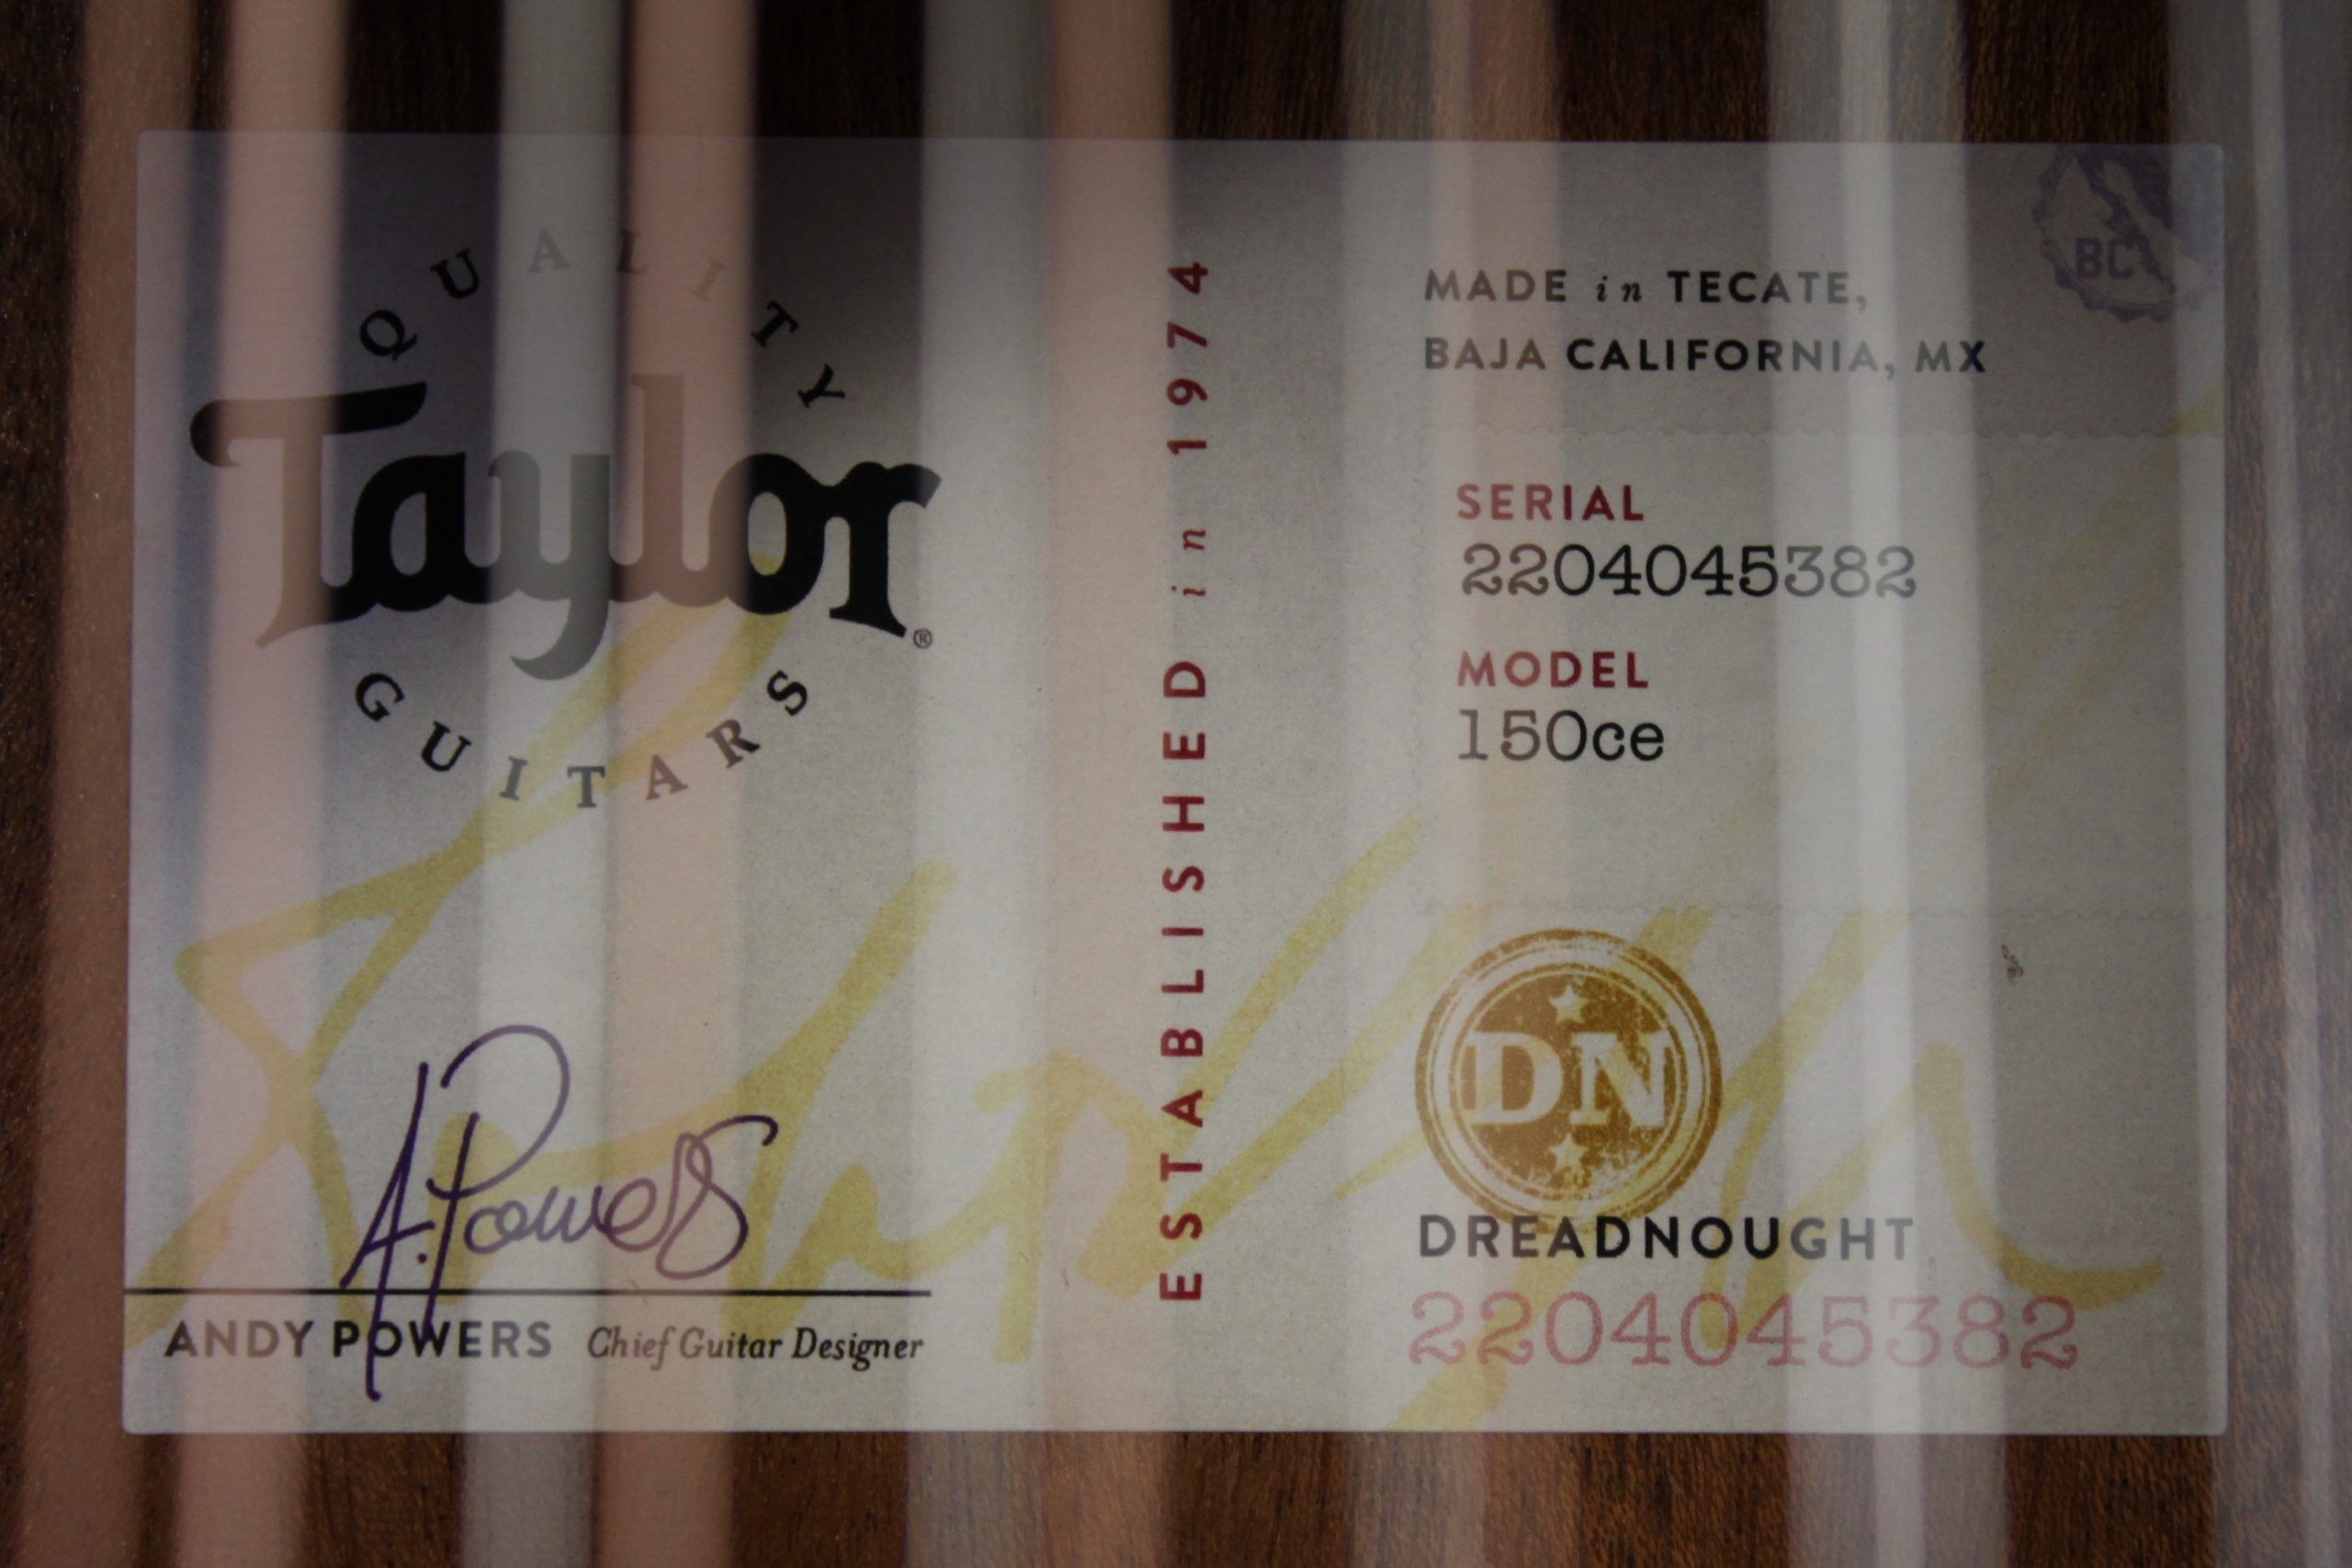 QUALITY
Taylor®
GUITARS
A. Powers
ANDY POWERS Chief Guitar Designer
ESTABLISHED in 1974
MADE in TECATE,
BAJA CALIFORNIA, MX
BC
SERIAL
2204045382
MODEL
150ce
DN
DREADNOUGHT
2204045382